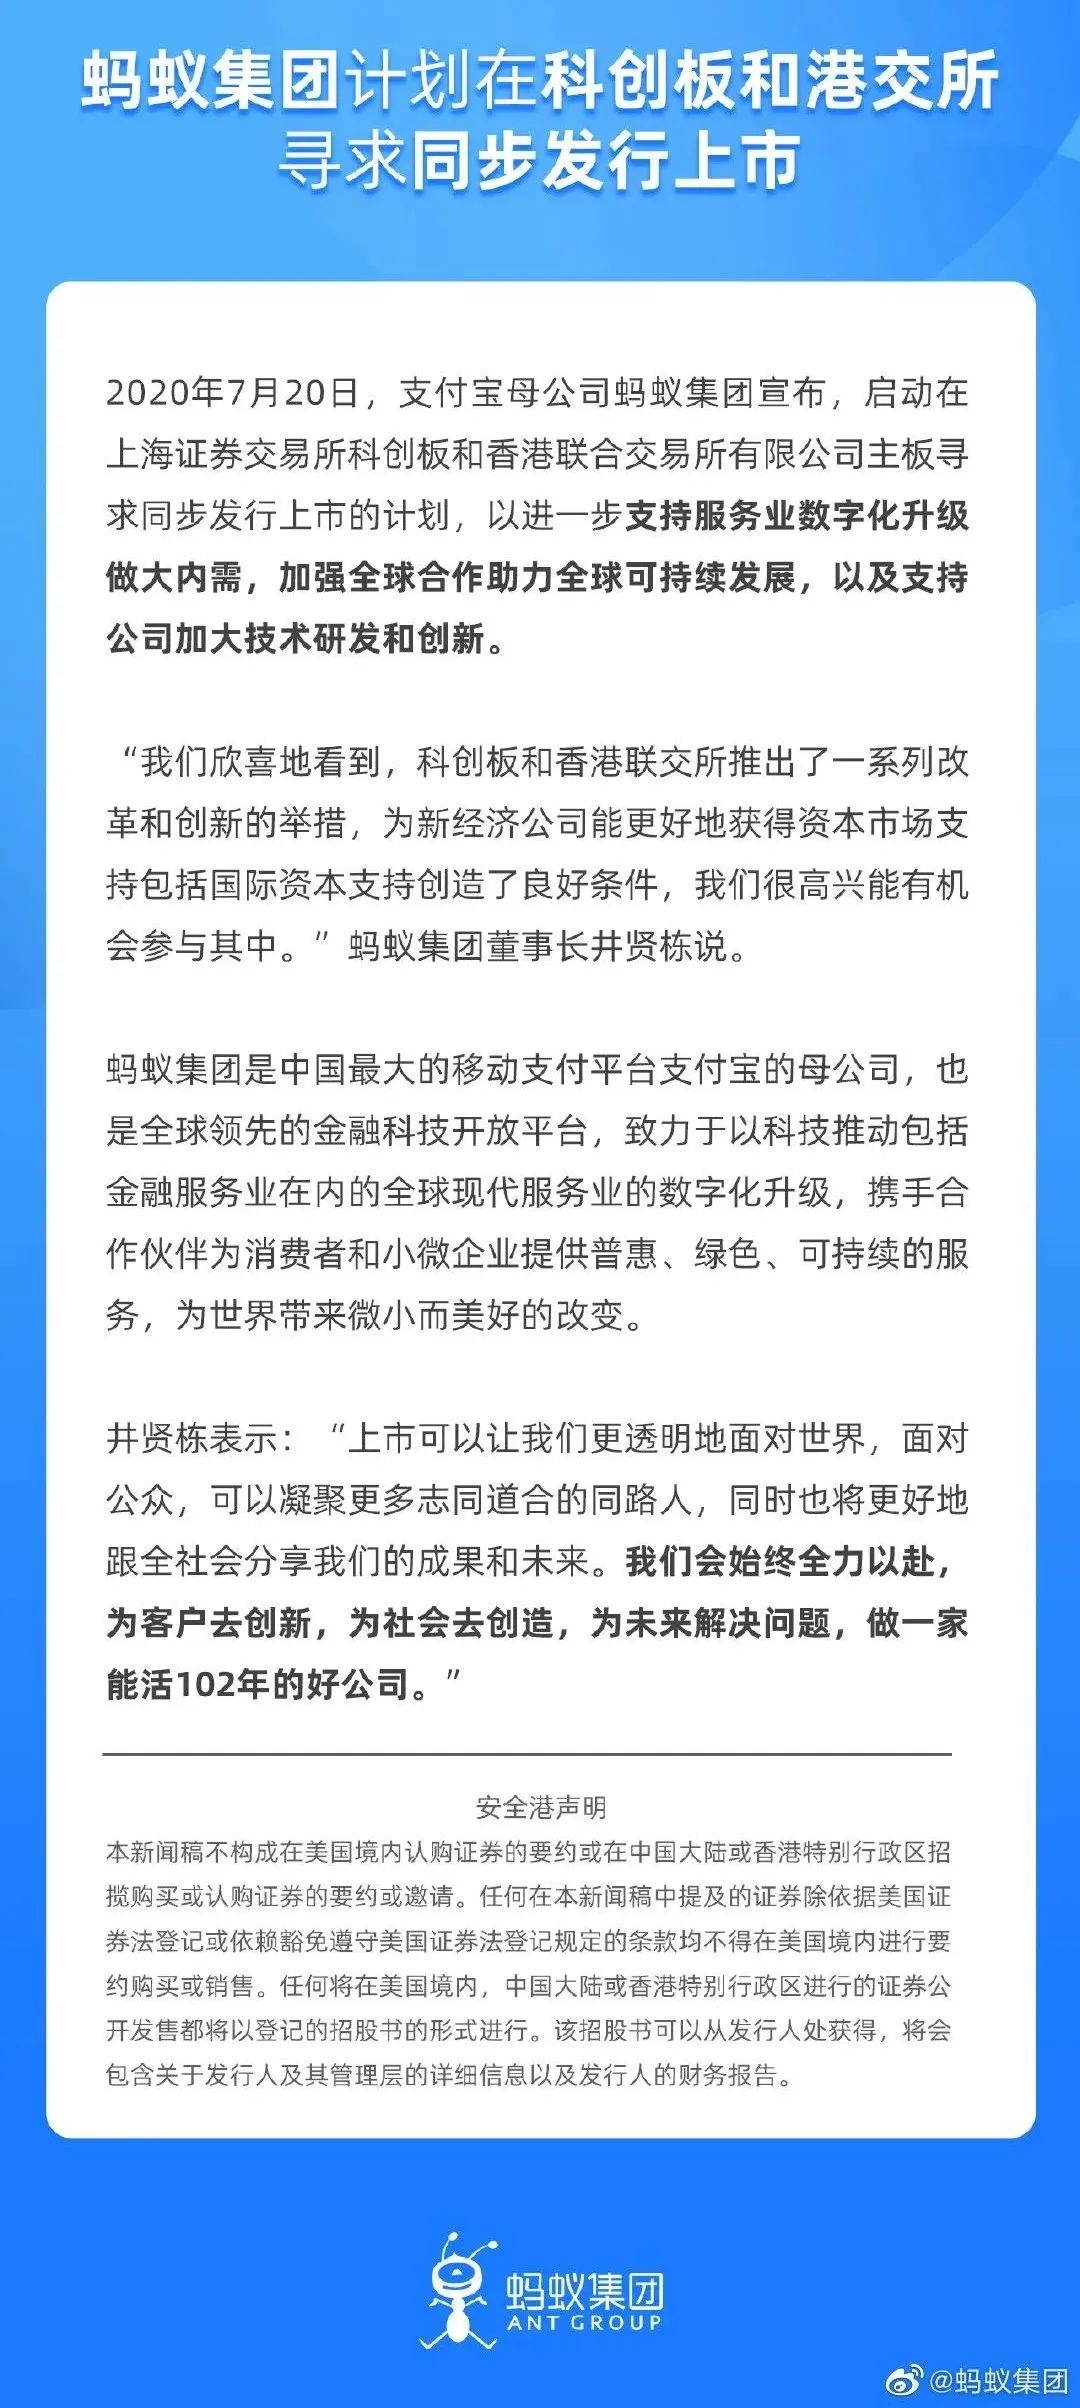 蚂蚁集团计划在科创板和港交所
寻求同步发行上市
2020年7月20日，支付宝母公司蚂蚁集团宣布，启动在
上海证券交易所科创板和香港联合交易所有限公司主板寻
求同步发行上市的计划，以进一步支持服务业数字化升级
做大内需，加强全球合作助力全球可持续发展，以及支持
公司加大技术研发和创新。
“我们欣喜地看到，科创板和香港联交所推出了一系列改
革和创新的举措，为新经济公司能更好地获得资本市场支
持包括国际资本支持创造了良好条件，我们很高兴能有机
会参与其中。”蚂蚁集团董事长井贤栋说。
蚂蚁集团是中国最大的移动支付平台支付宝的母公司，也
是全球领先的金融科技开放平台，致力于以科技推动包括
金融服务业在内的全球现代服务业的数字化升级，携手合
作伙伴为消费者和小微企业提供普惠、绿色、可持续的服
务，为世界带来微小而美好的改变。
井贤栋表示：“上市可以让我们更透明地面对世界，面对
公众，可以凝聚更多志同道合的同路人，同时也将更好地
跟全社会分享我们的成果和未来。我们会始终全力以赴，
为客户去创新，为社会去创造，为未来解决问题，做一家
能活102年的好公司。”
安全港声明
本新闻稿不构成在美国境内认购证券的要约或在中国大陆或香港特别行政区招
揽购买或认购证券的要约或邀请。任何在本新闻稿中提及的证券除依据美国证
券法登记或依赖豁免遵守美国证券法登记规定的条款均不得在美国境内进行要
约购买或销售。任何将在美国境内，中国大陆或香港特别行政区进行的证券公
开发售都将以登记的招股书的形式进行。该招股书可以从发行人处获得，将会
包含关于发行人及其管理层的详细信息以及发行人的财务报告。
蚂蚁集团
ANT GROUP
@蚂蚁集团